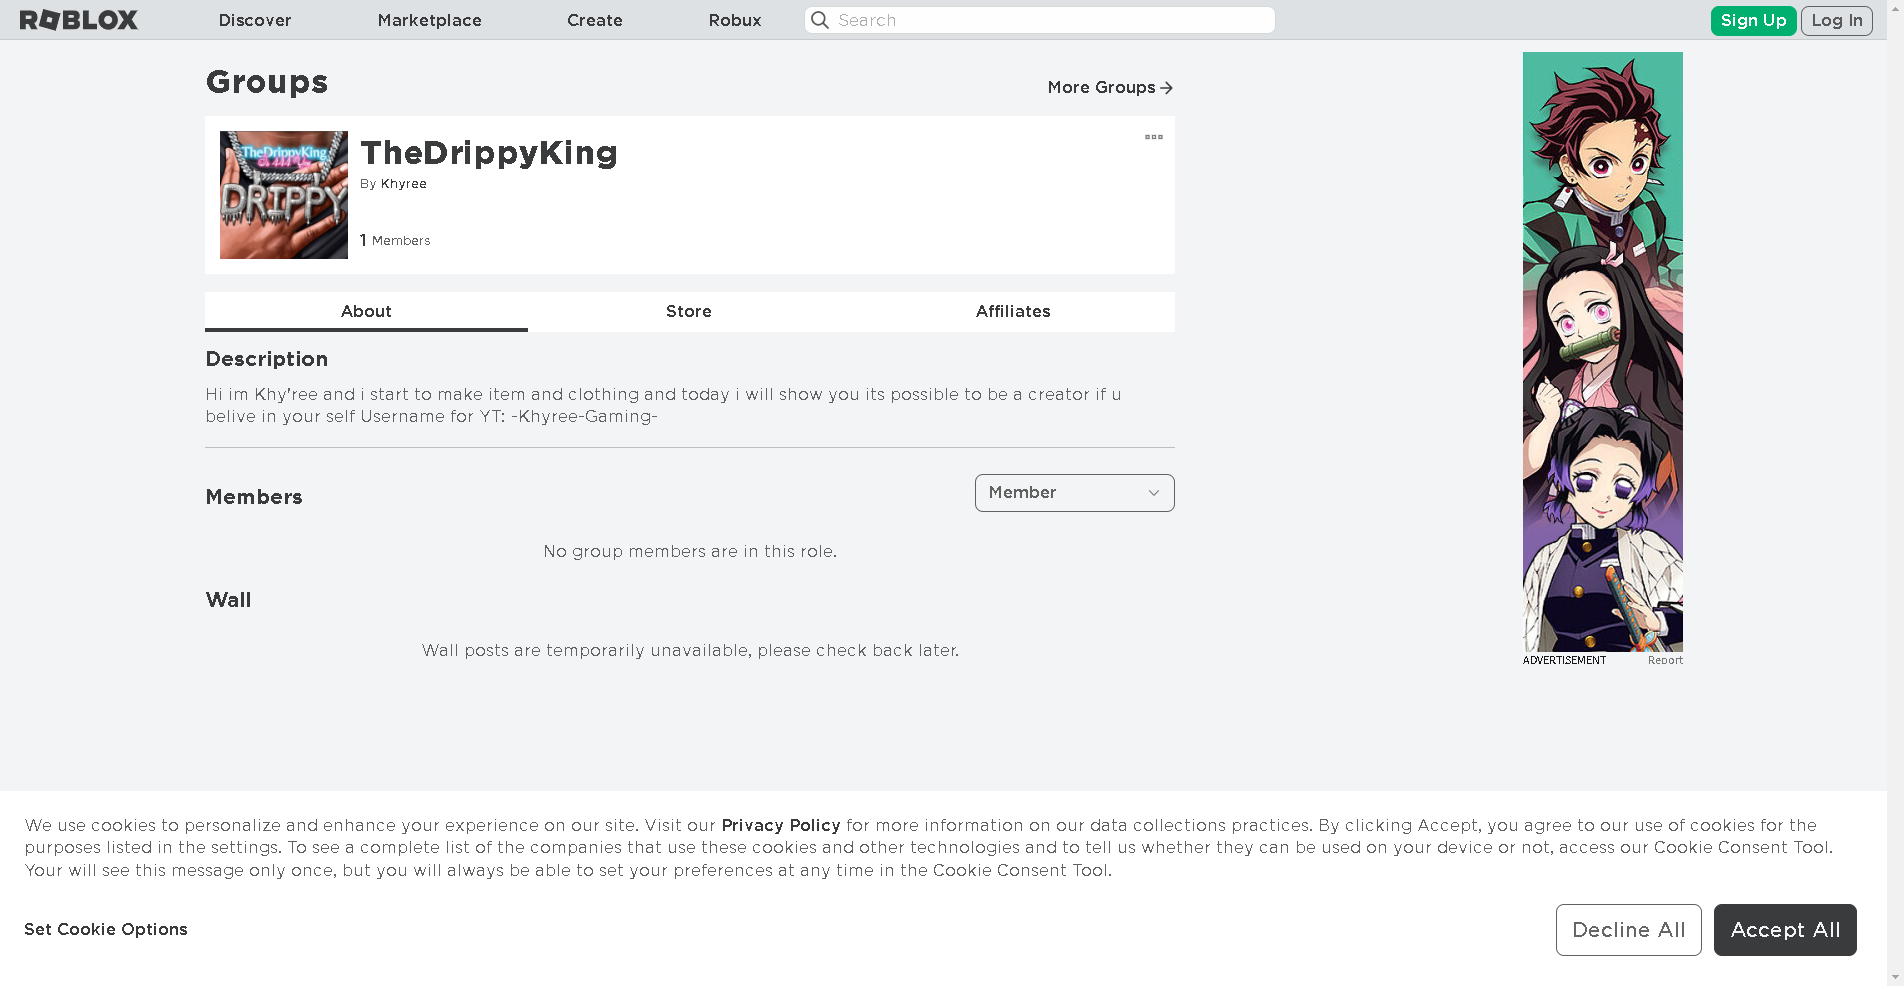 ROBLOX
Discover
Marketplace
Create
Robux
Search
Sign Up
Log In
Groups
More Groups
TheDrippyKing
DRIPPY
TheDrippyKing
By Khyree
1 Members
About
Store
Affiliates
Description
Hi im Khy'ree and i start to make item and clothing and today i will show you its possible to be a creator if u
belive in your self Username for YT: -Khyree-Gaming-
Members
Member
No group members are in this role.
Wall
Wall posts are temporarily unavailable, please check back later.
ADVERTISEMENT
Report
We use cookies to personalize and enhance your experience on our site. Visit our Privacy Policy for more information on our data collections practices. By clicking Accept, you agree to our use of cookies for the
purposes listed in the settings. To see a complete list of the companies that use these cookies and other technologies and to tell us whether they can be used on your device or not, access our Cookie Consent Tool.
Your will see this message only once, but you will always be able to set your preferences at any time in the Cookie Consent Tool.
Set Cookie Options
Decline All
Accept All